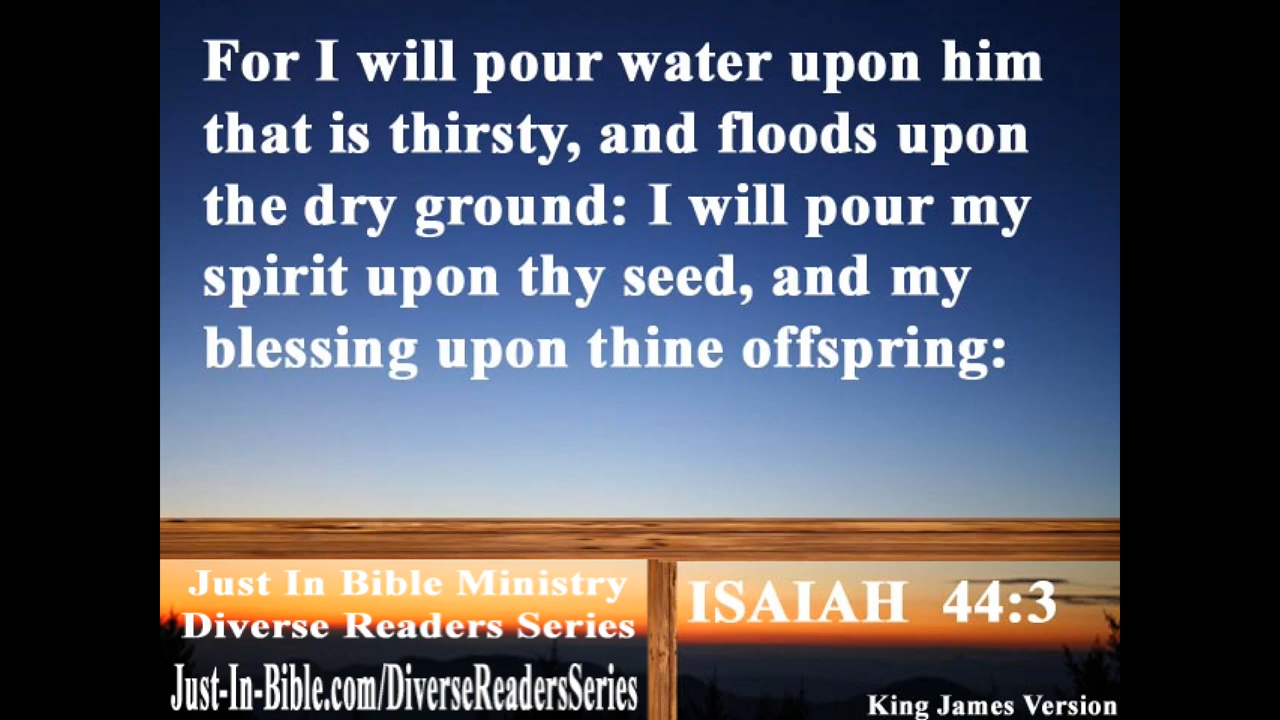 For I will pour water upon him
that is thirsty, and floods upon
the dry ground: I will pour my
spirit upon thy seed, and my
blessing upon thine offspring:
Just In Bible Ministry
Diverse Readers Series
Just-In-Bible.com/DiverseReadersSeries
ISAIAH 44:3
King James Version